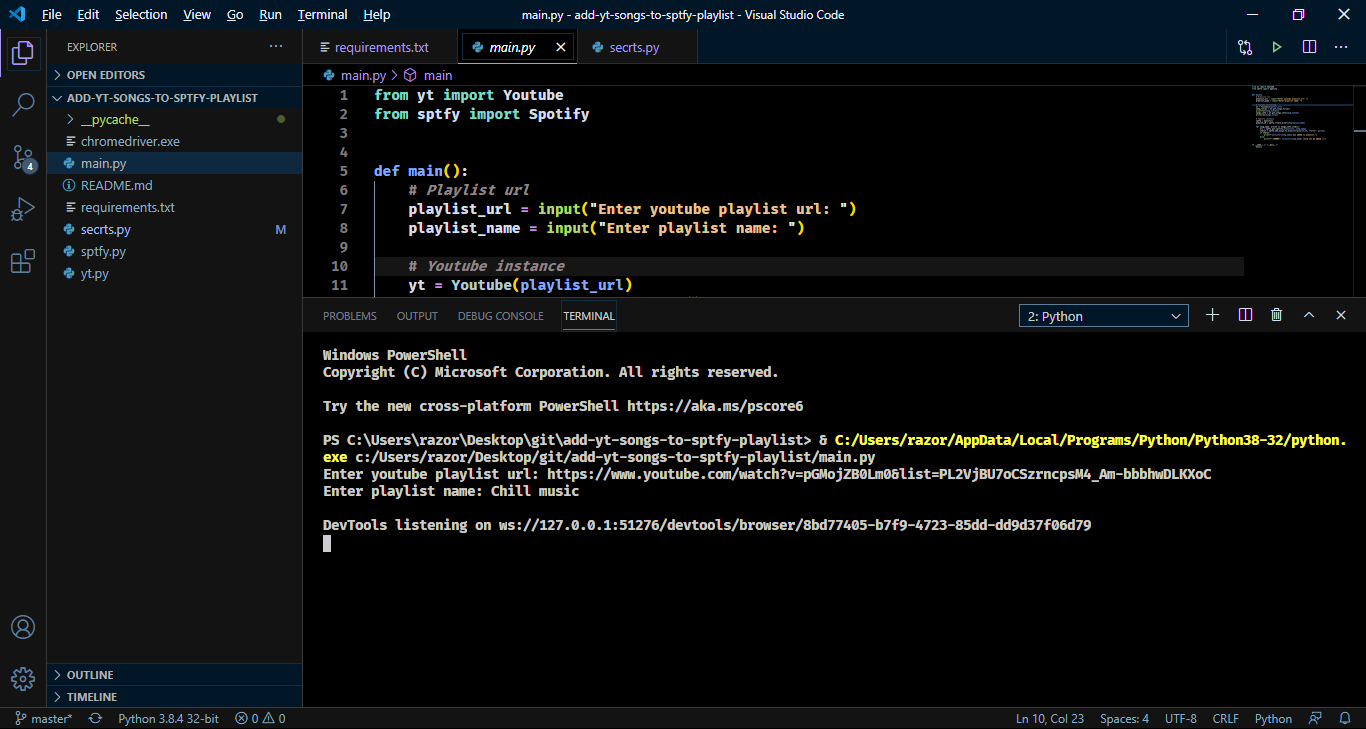 File Edit Selection View Go Run Terminal Help
main.py - add-yt-songs-to-sptfy-playlist - Visual Studio Code
EXPLORER
OPEN EDITORS
ADD-YT-SONGS-TO-SPTFY-PLAYLIST
__pycache__
chromedriver.exe
main.py
README.md
requirements.txt
secrts.py M
sptfy.py
yt.py
OUTLINE
TIMELINE
4
requirements.txt main.py secrts.py
main.py > main
1 from yt import Youtube
2 from sptfy import Spotify
3
4
5 def main():
6 # Playlist url
7 playlist_url = input("Enter youtube playlist url: ")
8 playlist_name = input("Enter playlist name: ")
9
10 # Youtube instance
11 yt = Youtube(playlist_url)
PROBLEMS OUTPUT DEBUG CONSOLE TERMINAL
2: Python
Windows PowerShell
Copyright (C) Microsoft Corporation. All rights reserved.
Try the new cross-platform PowerShell https://aka.ms/pscore6
PS C:\Users\razor\Desktop\git\add-yt-songs-to-sptfy-playlist> & C:/Users/razor/AppData/Local/Programs/Python/Python38-32/python.
exe c:/Users/razor/Desktop/git/add-yt-songs-to-sptfy-playlist/main.py
Enter youtube playlist url: https://www.youtube.com/watch?v=pGMojZB0Lm0&list=PL2VjBU7oCSzrncpsM4_Am-bbbhwDLKXoC
Enter playlist name: Chill music
DevTools listening on ws://127.0.0.1:51276/devtools/browser/8bd77405-b7f9-4723-85dd-dd9d37f06d79
master* Python 3.8.4 32-bit 0 0
Ln 10, Col 23 Spaces: 4 UTF-8 CRLF Python